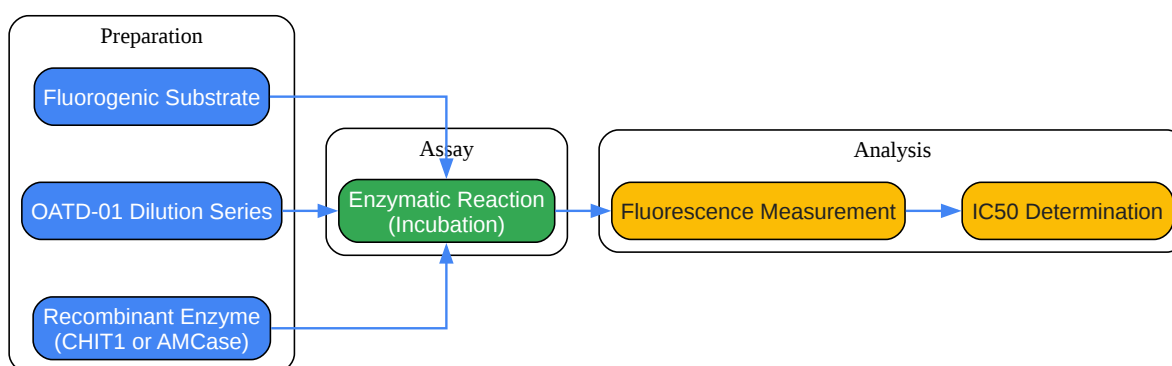 Preparation
Fluorogenic Substrate
OATD-01 Dilution Series
Recombinant Enzyme
(CHIT1 or AMCase)
Assay
Enzymatic Reaction
(Incubation)
Analysis
Fluorescence Measurement
IC50 Determination